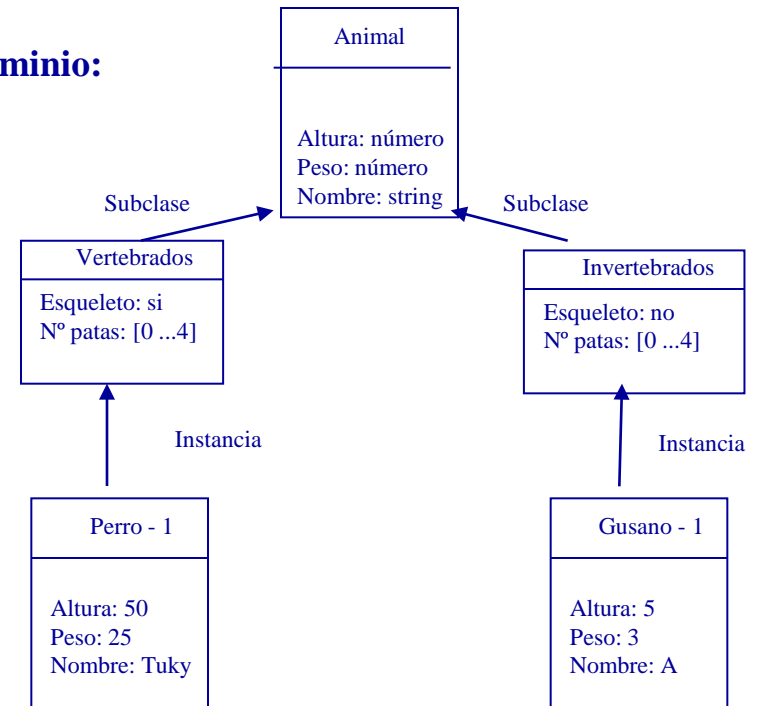 Animal
minio:
Altura: número
Peso: número
Nombre: string
Subclase
Subclase
Vertebrados
Esqueleto: si
Nº patas: [0 ...4]
Invertebrados
Esqueleto: no
Nº patas: [0 ...4]
Instancia
Instancia
Perro - 1
Altura: 50
Peso: 25
Nombre: Tuky
Gusano - 1
Altura: 5
Peso: 3
Nombre: A